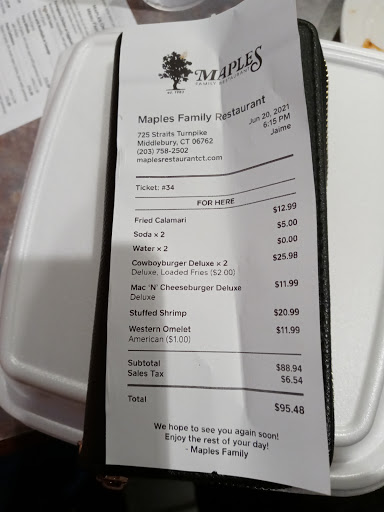 MAPLES
FAMILY RESTAURANT
Maples Family Restaurant
725 Straits Turnpike
Middlebury, CT 06762
(203) 758-2502
maplesrestaurantct.com
Jun 20, 2021
6:15 PM
Jaime
Ticket: #34
FOR HERE
Fried Calamari $12.99
Soda × 2 $5.00
Water × 2 $0.00
Cowboyburger Deluxe × 2 $25.98
Deluxe, Loaded Fries ($2.00)
Mac 'N' Cheeseburger Deluxe $11.99
Deluxe
Stuffed Shrimp $20.99
Western Omelet $11.99
American ($1.00)
Subtotal $88.94
Sales Tax $6.54
Total $95.48
We hope to see you again soon!
Enjoy the rest of your day!
- Maples Family